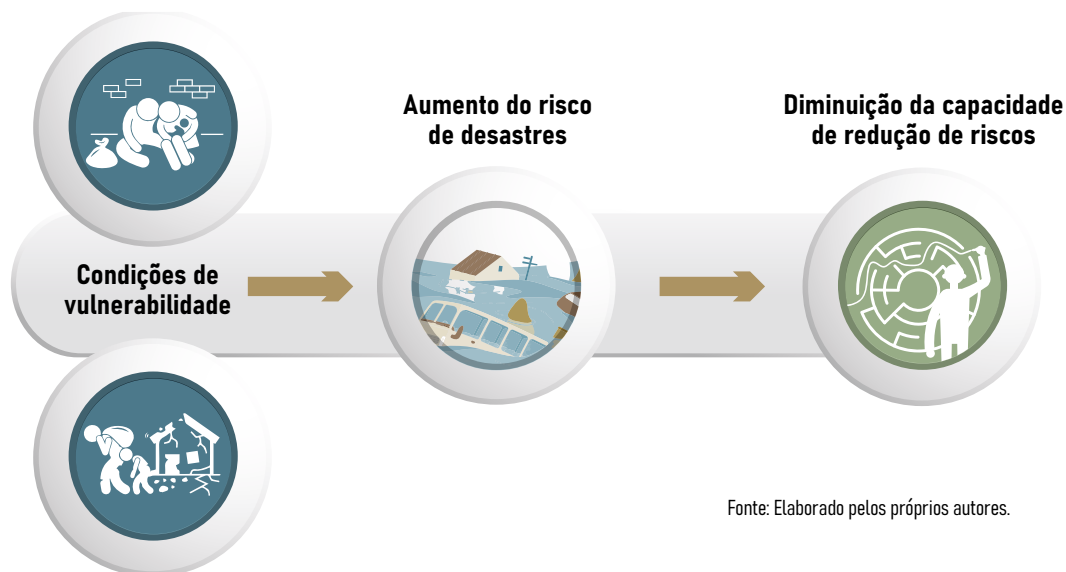 Condições de
vulnerabilidade
Aumento do risco
de desastres
Diminuição da capacidade
de redução de riscos
Fonte: Elaborado pelos próprios autores.